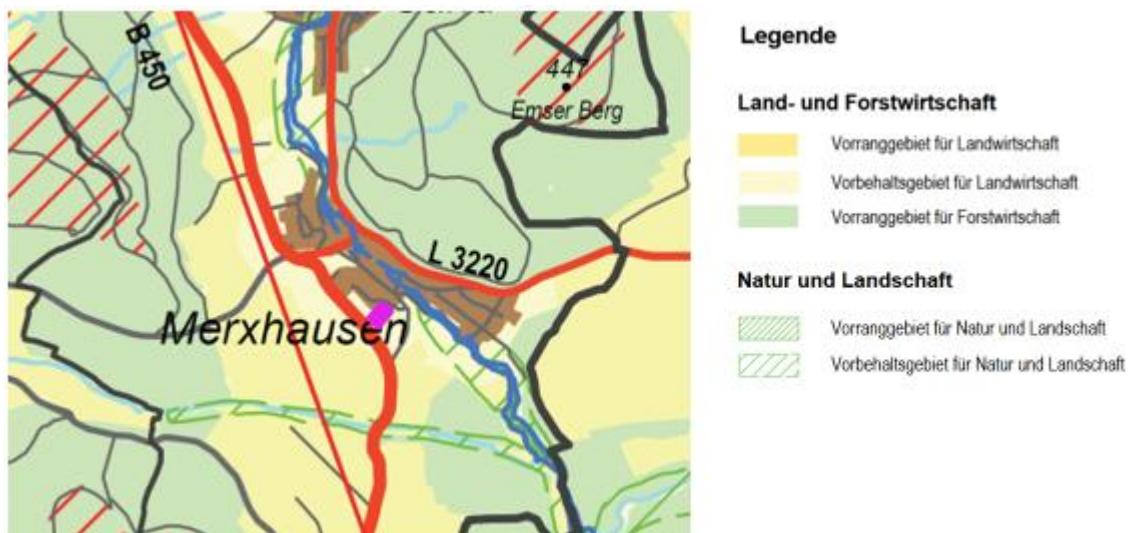 B 450
447
Emser Berg
L 3220
Merxhausen
Legende
Land- und Forstwirtschaft
Vorranggebiet für Landwirtschaft
Vorbehaltsgebiet für Landwirtschaft
Vorranggebiet für Forstwirtschaft
Natur und Landschaft
Vorranggebiet für Natur und Landschaft
Vorbehaltsgebiet für Natur und Landschaft